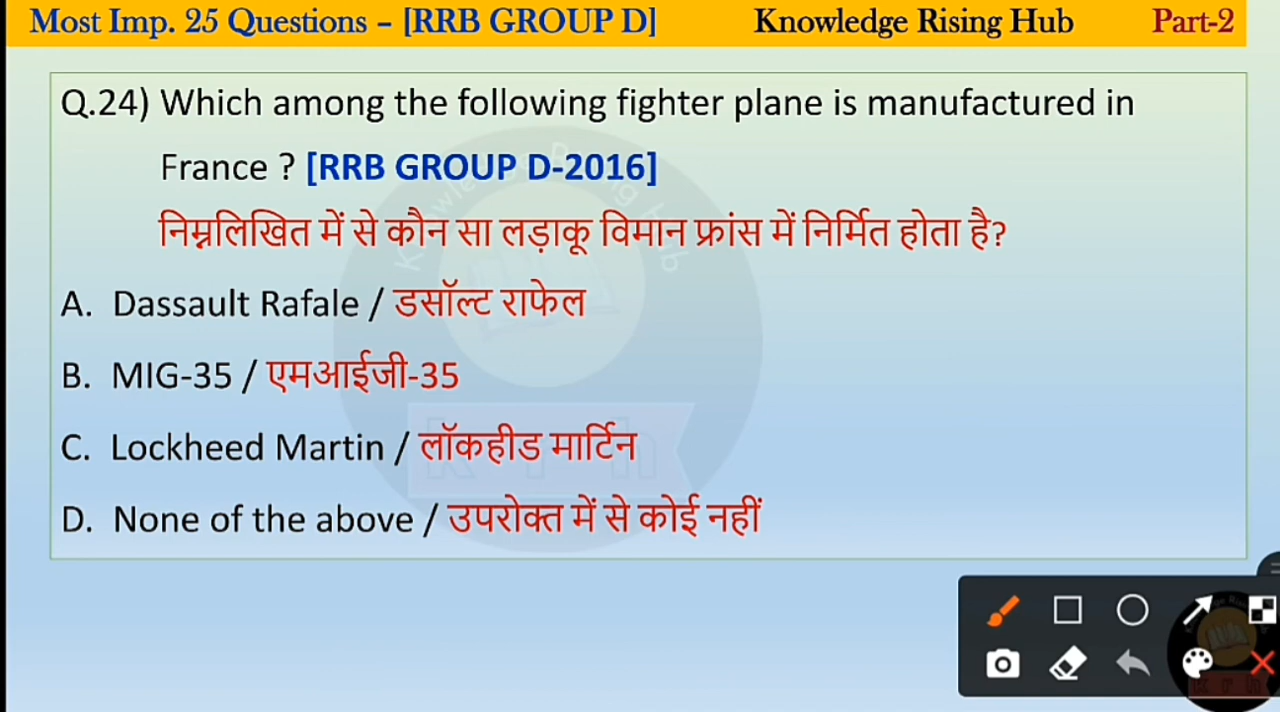 Most Imp. 25 Questions – [RRB GROUP D] Knowledge Rising Hub Part-2
Q.24) Which among the following fighter plane is manufactured in
France ? [RRB GROUP D-2016]
निम्नलिखित में से कौन सा लड़ाकू विमान फ्रांस में निर्मित होता है?
A. Dassault Rafale / डसॉल्ट राफेल
B. MIG-35 / एमआईजी-35
C. Lockheed Martin / लॉकहीड मार्टिन
D. None of the above / उपरोक्त में से कोई नहीं